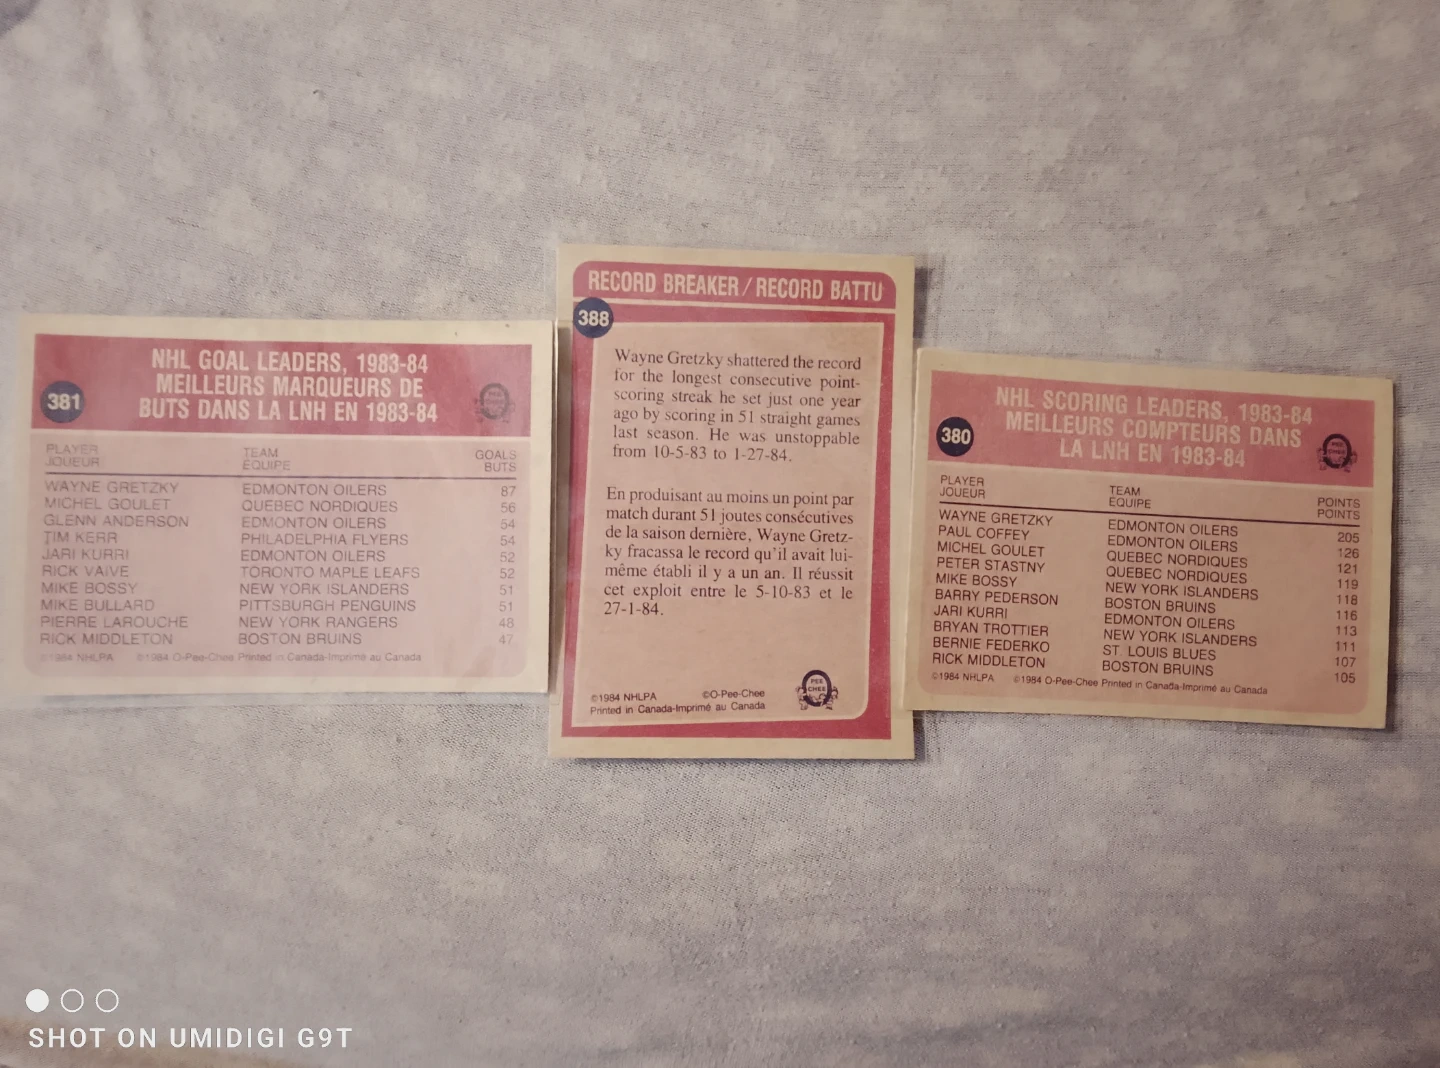 NHL GOAL LEADERS, 1983-84
MEILLEURS MARQUEURS DE
BUTS DANS LA LNH EN 1983-84
381
PEE
CHEE
PLAYER TEAM GOALS
JOUEUR ÉQUIPE BUTS
WAYNE GRETZKY EDMONTON OILERS 87
MICHEL GOULET QUEBEC NORDIQUES 56
GLENN ANDERSON EDMONTON OILERS 54
TIM KERR PHILADELPHIA FLYERS 54
JARI KURRI EDMONTON OILERS 52
RICK VAIVE TORONTO MAPLE LEAFS 52
MIKE BOSSY NEW YORK ISLANDERS 51
MIKE BULLARD PITTSBURGH PENGUINS 51
PIERRE LAROUCHE NEW YORK RANGERS 48
RICK MIDDLETON BOSTON BRUINS 47
©1984 NHLPA ©1984 O-Pee-Chee Printed in Canada-Imprimé au Canada
RECORD BREAKER/RECORD BATTU
388
Wayne Gretzky shattered the record
for the longest consecutive point-
scoring streak he set just one year
ago by scoring in 51 straight games
last season. He was unstoppable
from 10-5-83 to 1-27-84.
En produisant au moins un point par
match durant 51 joutes consécutives
de la saison dernière, Wayne Gretz-
ky fracassa le record qu'il avait lui-
même établi il y a un an. Il réussit
cet exploit entre le 5-10-83 et le
27-1-84.
©1984 NHLPA ©O-Pee-Chee
Printed in Canada-Imprimé au Canada
PEE
CHEE
NHL SCORING LEADERS, 1983-84
MEILLEURS COMPTEURS DANS
LA LNH EN 1983-84
380
PEE
CHEE
PLAYER TEAM POINTS
JOUEUR ÉQUIPE POINTS
WAYNE GRETZKY EDMONTON OILERS 205
PAUL COFFEY EDMONTON OILERS 126
MICHEL GOULET QUEBEC NORDIQUES 121
PETER STASTNY QUEBEC NORDIQUES 119
MIKE BOSSY NEW YORK ISLANDERS 118
BARRY PEDERSON BOSTON BRUINS 116
JARI KURRI EDMONTON OILERS 113
BRYAN TROTTIER NEW YORK ISLANDERS 111
BERNIE FEDERKO ST. LOUIS BLUES 107
RICK MIDDLETON BOSTON BRUINS 105
©1984 NHLPA ©1984 O-Pee-Chee Printed in Canada-Imprimé au Canada
SHOT ON UMIDIGI G9T